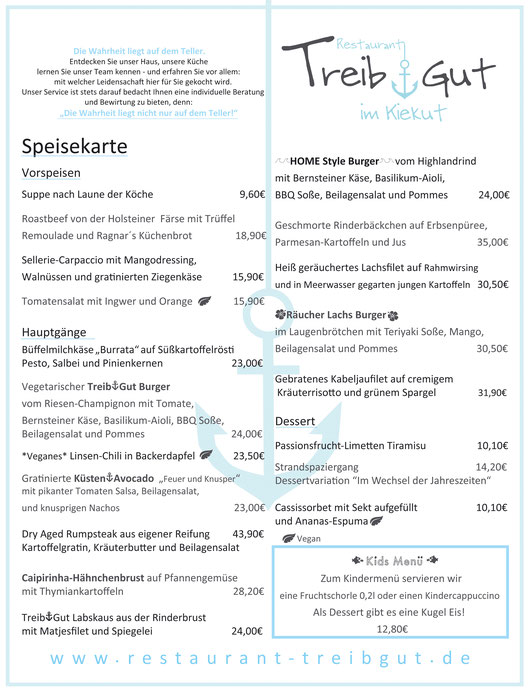 Die Wahrheit liegt auf dem Teller.
Entdecken Sie unser Haus, unsere Küche
lernen Sie unser Team kennen - und erfahren Sie vor allem:
mit welcher Leidensachaft hier für Sie gekocht wird.
Unser Service ist stets darauf bedacht Ihnen eine individuelle Beratung
und Bewirtung zu bieten, denn:
„Die Wahrheit liegt nicht nur auf dem Teller!“
Speisekarte
Vorspeisen
Suppe nach Laune der Köche 9,60€
Roastbeef von der Holsteiner Färse mit Trüffel
Remoulade und Ragnar´s Küchenbrot 18,90€
Sellerie-Carpaccio mit Mangodressing,
Walnüssen und gratinierten Ziegenkäse 15,90€
Tomatensalat mit Ingwer und Orange 15,90€
Hauptgänge
Büffelmilchkäse „Burrata“ auf Süßkartoffelrösti
Pesto, Salbei und Pinienkernen 23,00€
Vegetarischer Treib Gut Burger
vom Riesen-Champignon mit Tomate,
Bernsteiner Käse, Basilikum-Aioli, BBQ Soße,
Beilagensalat und Pommes 24,00€
*Veganes* Linsen-Chili in Backerdapfel 23,50€
Gratinierte Küsten Avocado „Feuer und Knusper“
mit pikanter Tomaten Salsa, Beilagensalat,
und knusprigen Nachos 23,00€
Dry Aged Rumpsteak aus eigener Reifung 43,90€
Kartoffelgratin, Kräuterbutter und Beilagensalat
Caipirinha-Hähnchenbrust auf Pfannengemüse
mit Thymiankartoffeln 28,20€
Treib Gut Labskaus aus der Rinderbrust
mit Matjesfilet und Spiegelei 24,00€
Restaurant
Treib Gut
im Kiekut
HOME Style Burger vom Highlandrind
mit Bernsteiner Käse, Basilikum-Aioli,
BBQ Soße, Beilagensalat und Pommes 24,00€
Geschmorte Rinderbäckchen auf Erbsenpüree,
Parmesan-Kartoffeln und Jus 35,00€
Heiß geräuchertes Lachsfilet auf Rahmwirsing
und in Meerwasser gegarten jungen Kartoffeln 30,50€
Räucher Lachs Burger
im Laugenbrötchen mit Teriyaki Soße, Mango,
Beilagensalat und Pommes 30,50€
Gebratenes Kabeljaufilet auf cremigem
Kräuterrisotto und grünem Spargel 31,90€
Dessert
Passionsfrucht-Limetten Tiramisu 10,10€
Strandspaziergang 14,20€
Dessertvariation “Im Wechsel der Jahreszeiten“
Cassissorbet mit Sekt aufgefüllt 10,10€
und Ananas-Espuma
Vegan
Kids Menü
Zum Kindermenü servieren wir
eine Fruchtschorle 0,2l oder einen Kindercappuccino
Als Dessert gibt es eine Kugel Eis!
12,80€
www.restaurant-treibgut.de